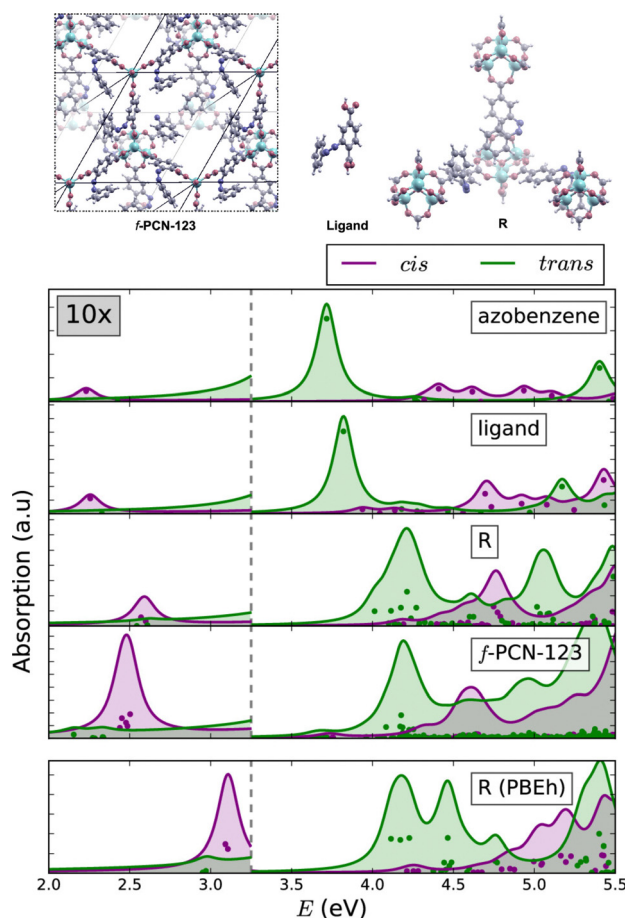 f-PCN-123
Ligand
R
cis trans
10x
azobenzene
ligand
R
f-PCN-123
R (PBEh)
Absorption (a.u)
2.0 2.5 3.0 3.5 4.0 4.5 5.0 5.5
E (eV)